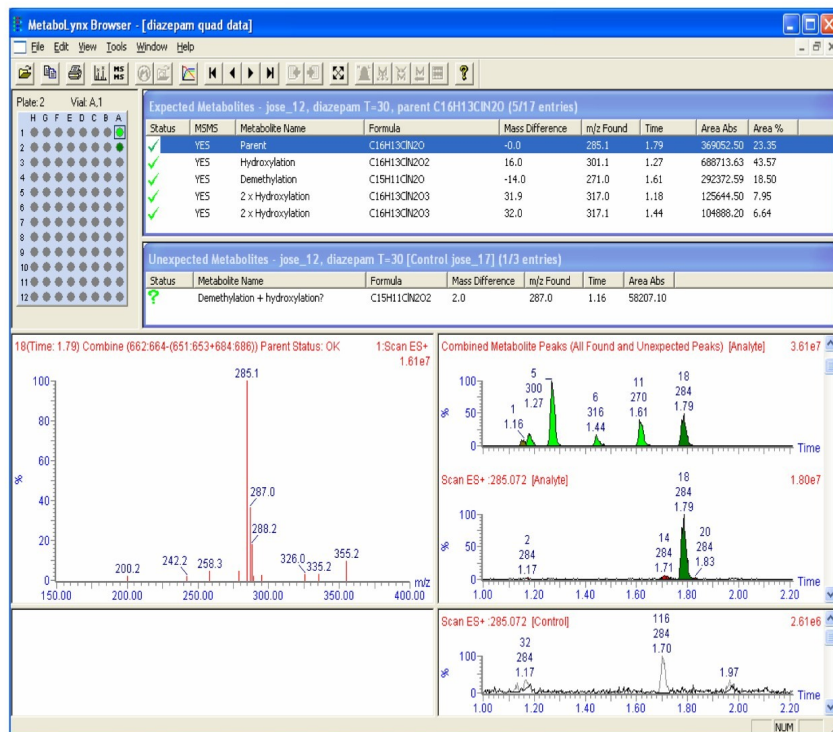 MetaboLynx Browser - [diazepam quad data]
File Edit View Tools Window Help
MS MS
Plate:2 Vial: A,1
H G F E D C B A
1
2
3
4
5
6
7
8
9
10
11
12
Expected Metabolites - jose_12, diazepam T=30, parent C16H13ClN2O (5/17 entries)
Status MSMS Metabolite Name Formula Mass Difference m/z Found Time Area Abs Area %
YES Parent C16H13ClN2O -0.0 285.1 1.79 369052.50 23.35
YES Hydroxylation C16H13ClN2O2 16.0 301.1 1.27 688713.63 43.57
YES Demethylation C15H11ClN2O -14.0 271.0 1.61 292372.59 18.50
YES 2 x Hydroxylation C16H13ClN2O3 31.9 317.0 1.18 125644.50 7.95
YES 2 x Hydroxylation C16H13ClN2O3 32.0 317.1 1.44 104888.20 6.64
Unexpected Metabolites - jose_12, diazepam T=30 [Control jose_17] (1/3 entries)
Status Metabolite Name Formula Mass Difference m/z Found Time Area Abs
? Demethylation + hydroxylation? C15H11ClN2O2 2.0 287.0 1.16 58207.10
18(Time: 1.79) Combine (662:664-(651:653+684:686)) Parent Status: OK 1:Scan ES+
1.61e7
100
80
60
%
40
20
0
285.1
287.0
288.2
200.2 242.2 258.3 326.0 335.2 355.2
m/z
150.00 200.00 250.00 300.00 350.00 400.00
Combined Metabolite Peaks (All Found and Unexpected Peaks) [Analyte] 3.61e7
100
%
50
0
1
1.16
5
300
1.27
6
316
1.44
11
270
1.61
18
284
1.79
Time
1.00 1.20 1.40 1.60 1.80 2.00 2.20
Scan ES+ :285.072 [Analyte] 1.80e7
100
%
50
0
2
284
1.17
14
284
1.71
18
284
1.79
20
284
1.83
Time
1.00 1.20 1.40 1.60 1.80 2.00 2.20
Scan ES+ :285.072 [Control] 2.61e6
100
%
0
32
284
1.17
116
284
1.70
1.97
Time
1.00 1.20 1.40 1.60 1.80 2.00 2.20
NUM